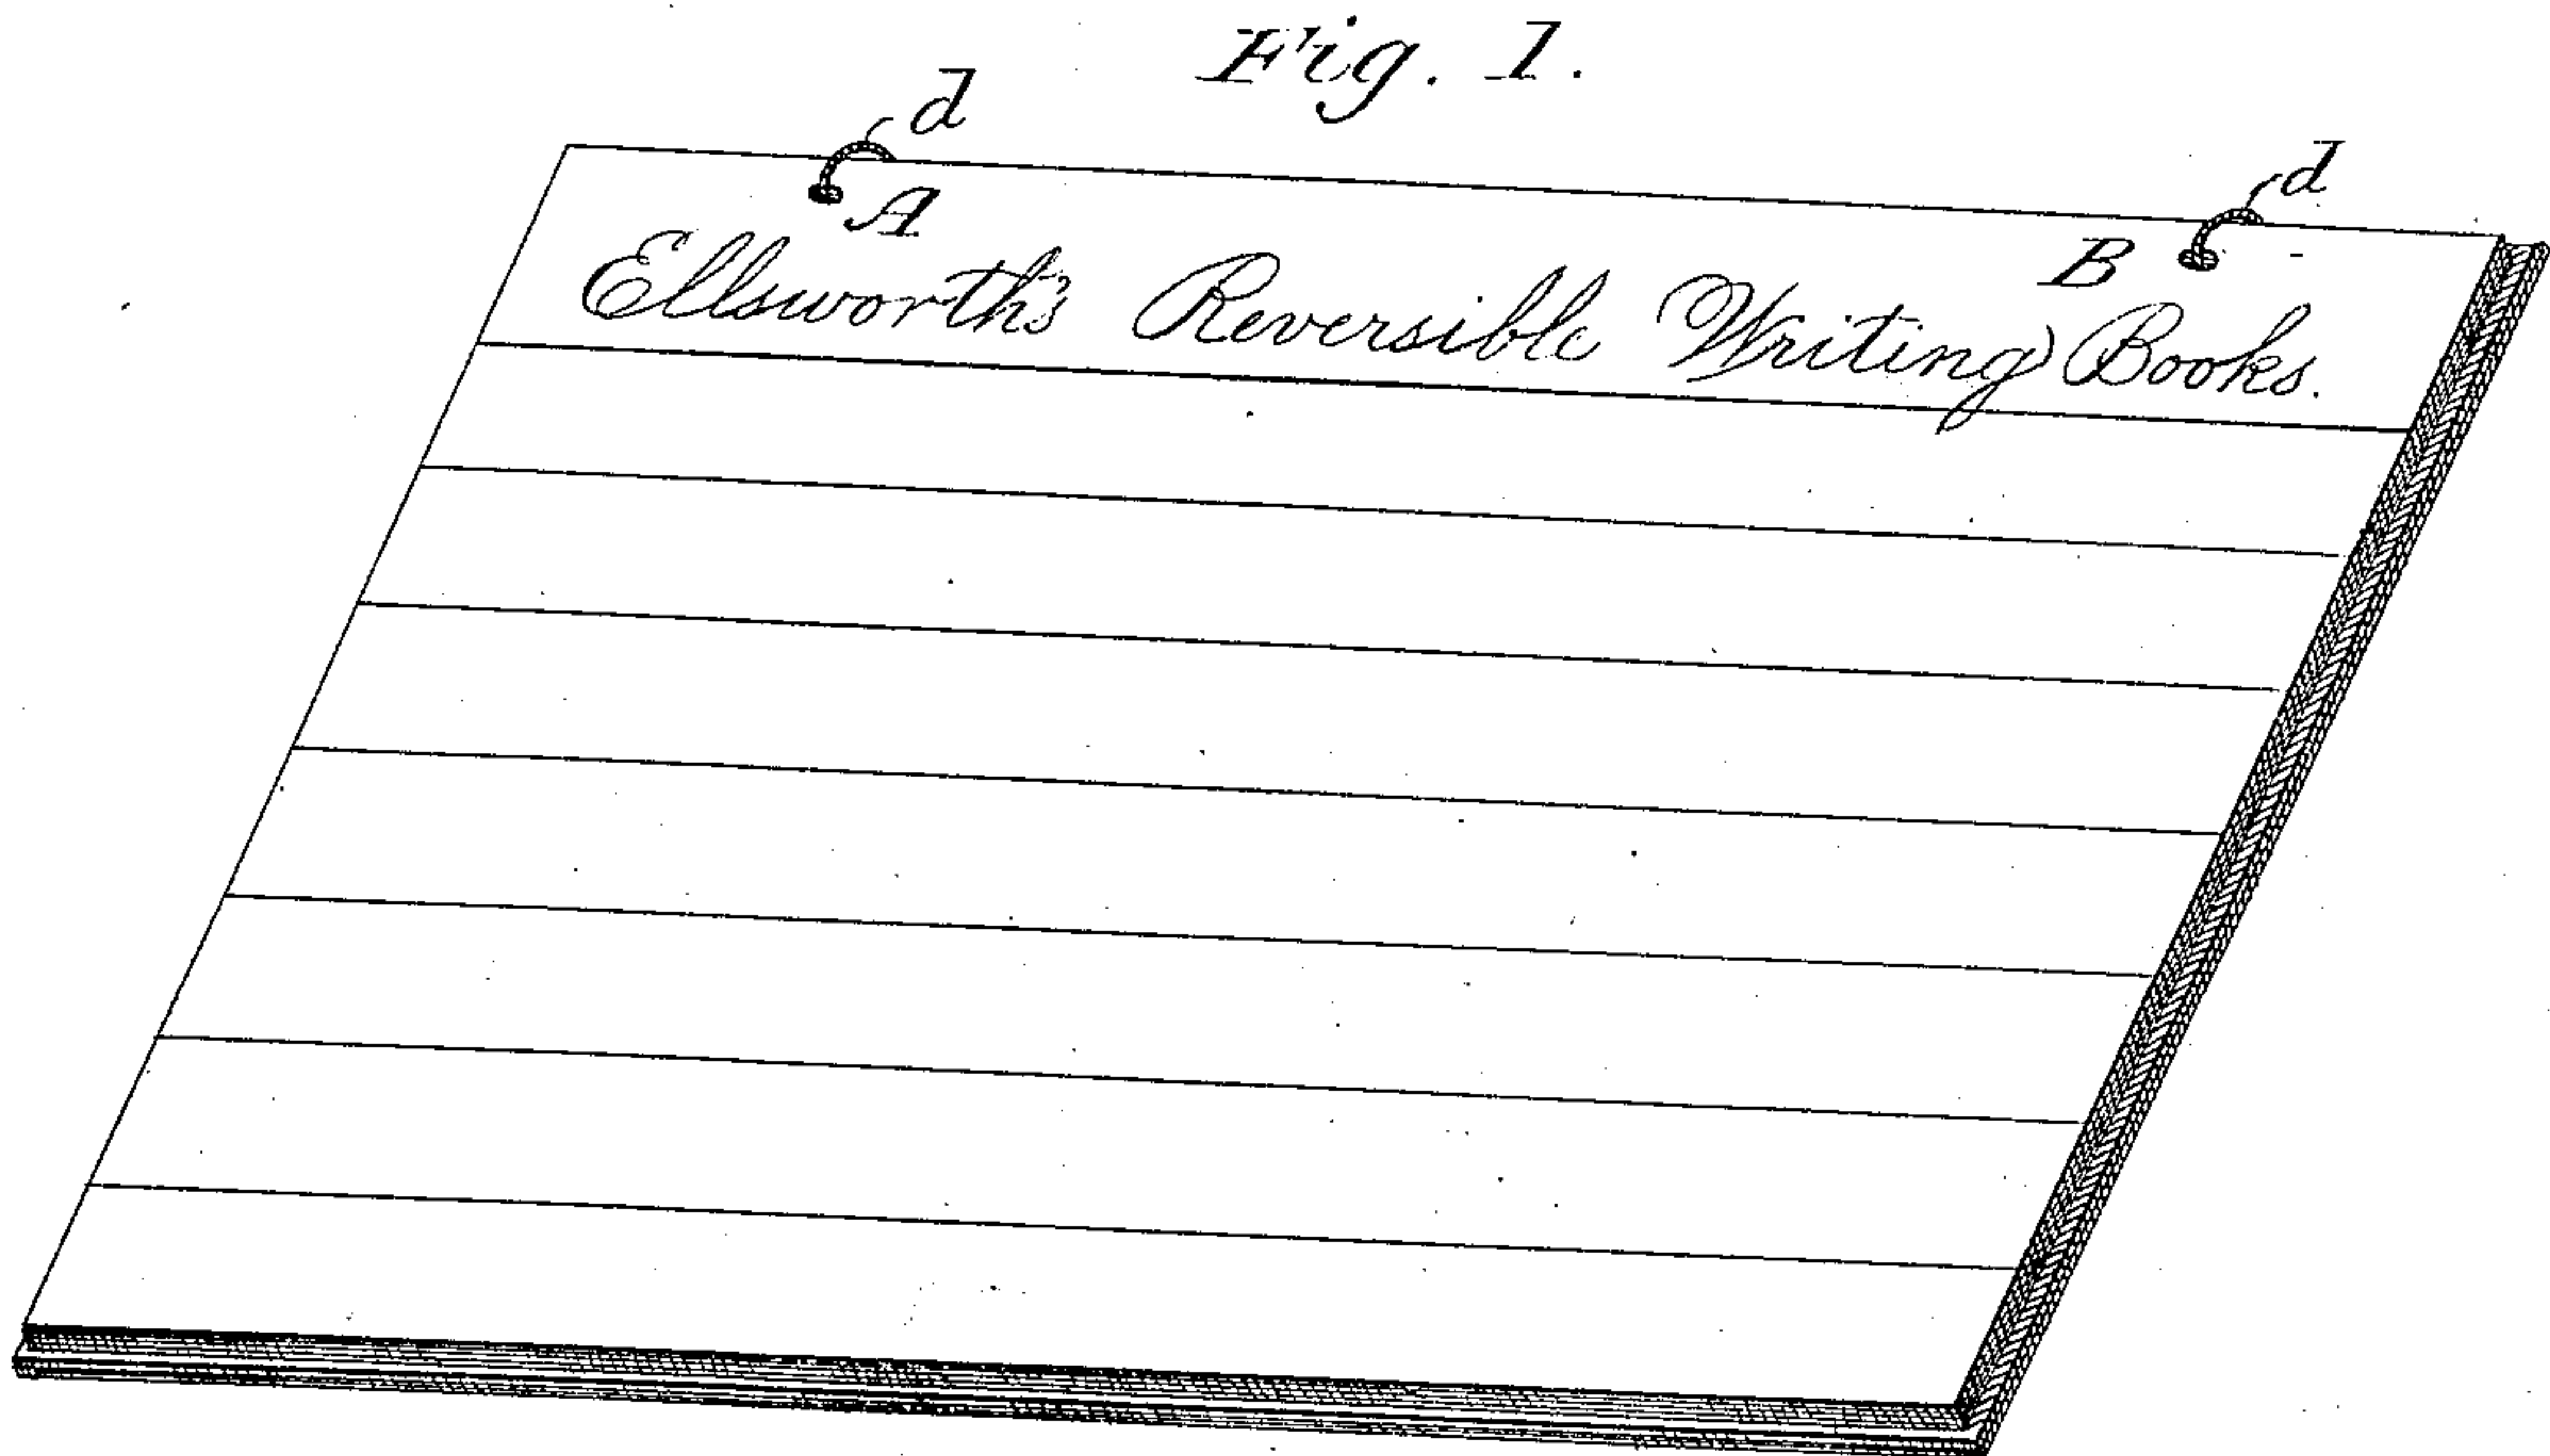 Fig. 1.
d
d
A
B
Ellsworth's Reversible Writing Books.